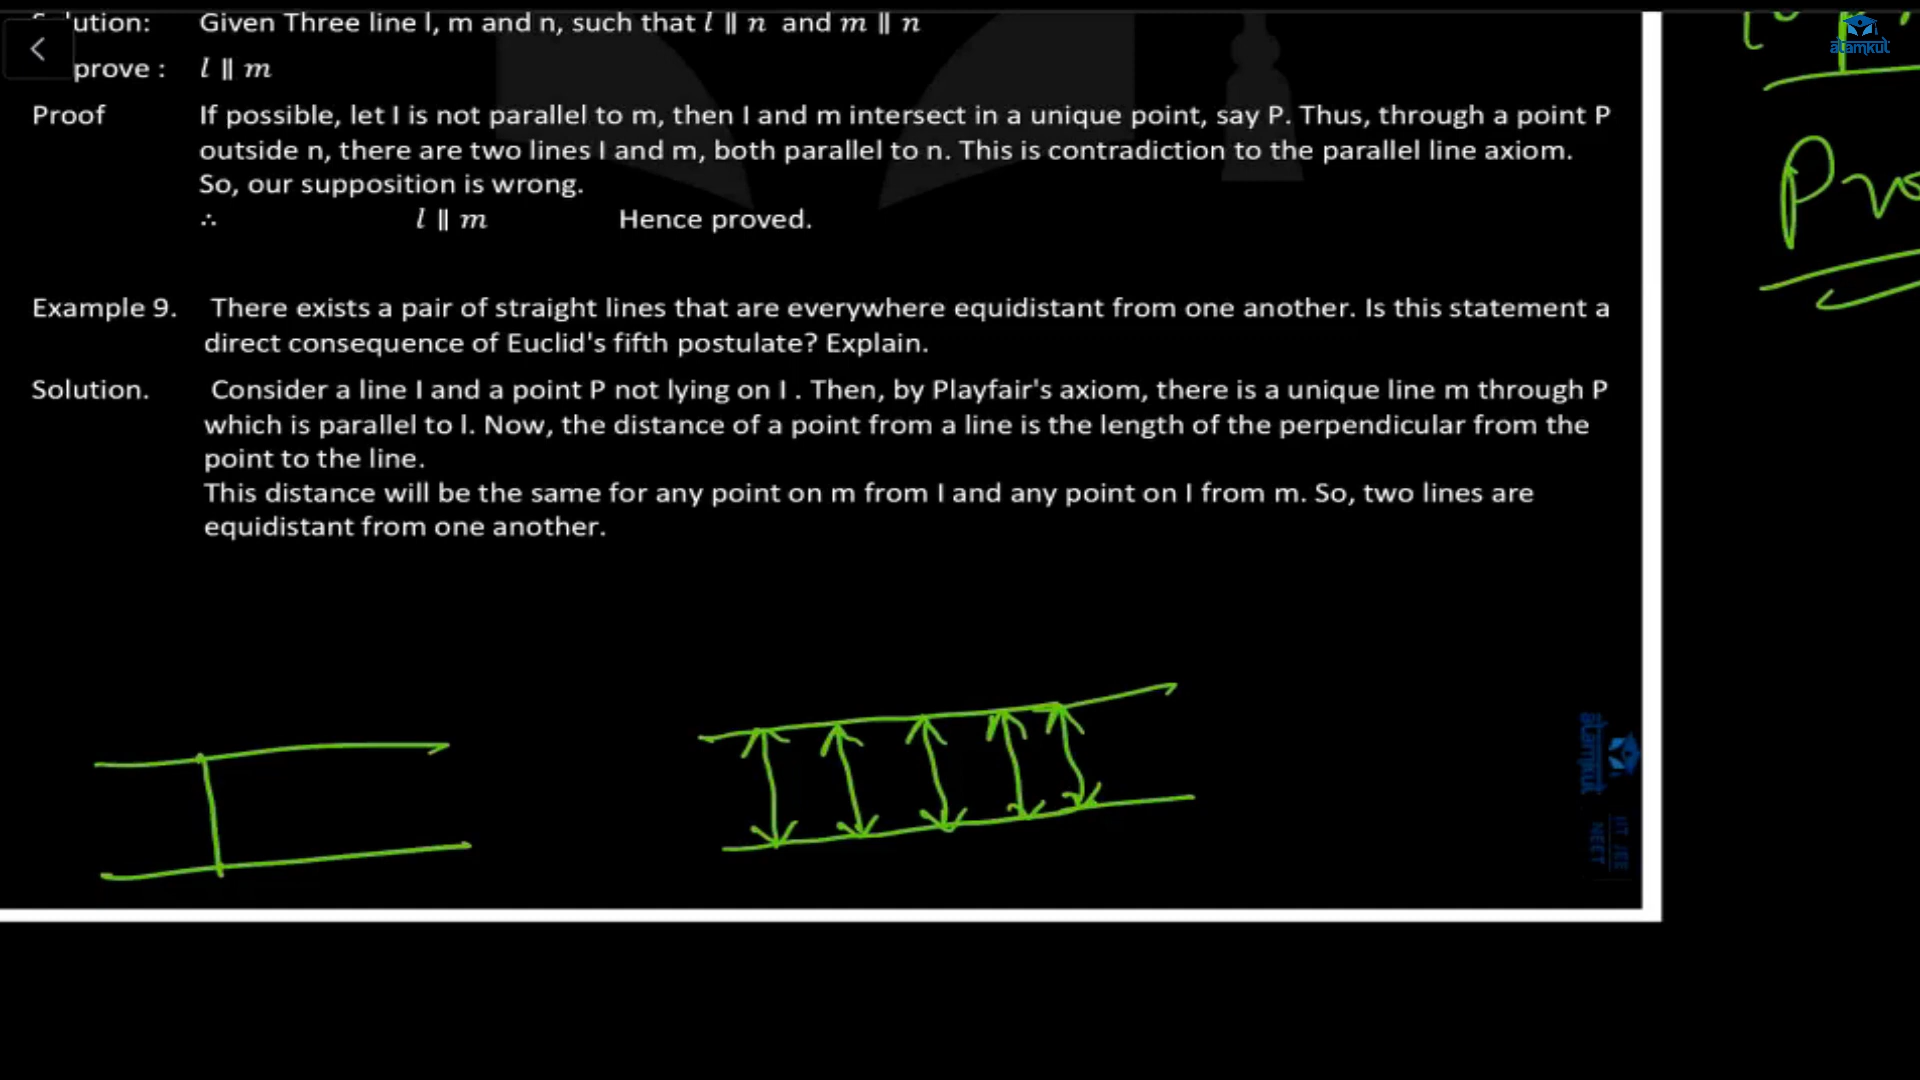 ution: Given Three line l, m and n, such that l ∥ n and m ∥ n
prove : l ∥ m
Proof If possible, let l is not parallel to m, then l and m intersect in a unique point, say P. Thus, through a point P
outside n, there are two lines l and m, both parallel to n. This is contradiction to the parallel line axiom.
So, our supposition is wrong.
∴ l ∥ m Hence proved.
Example 9. There exists a pair of straight lines that are everywhere equidistant from one another. Is this statement a
direct consequence of Euclid's fifth postulate? Explain.
Solution. Consider a line l and a point P not lying on l . Then, by Playfair's axiom, there is a unique line m through P
which is parallel to l. Now, the distance of a point from a line is the length of the perpendicular from the
point to the line.
This distance will be the same for any point on m from l and any point on l from m. So, two lines are
equidistant from one another.
atamkul
Pro
atamkul
IIT JEE
NEET